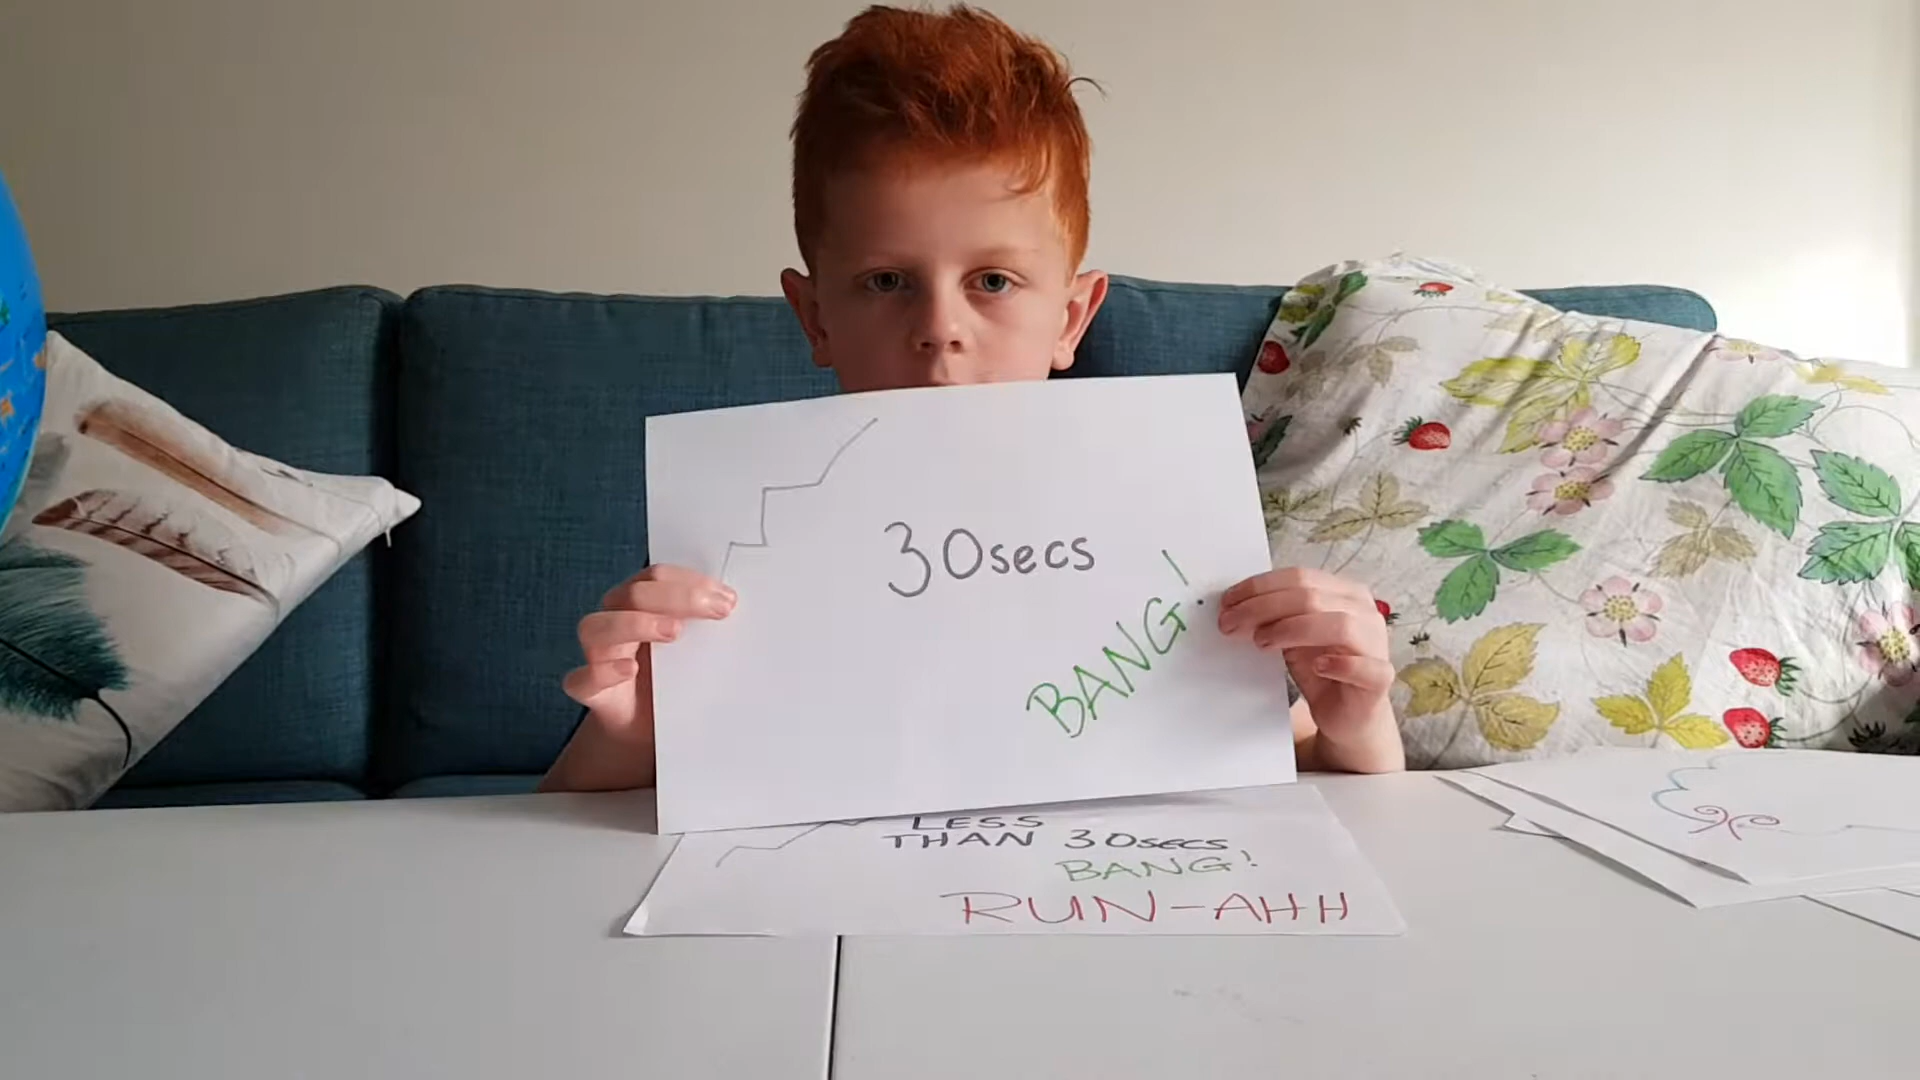 30secs
BANG!
LESS
THAN 30secs
BANG!
RUN-AHH